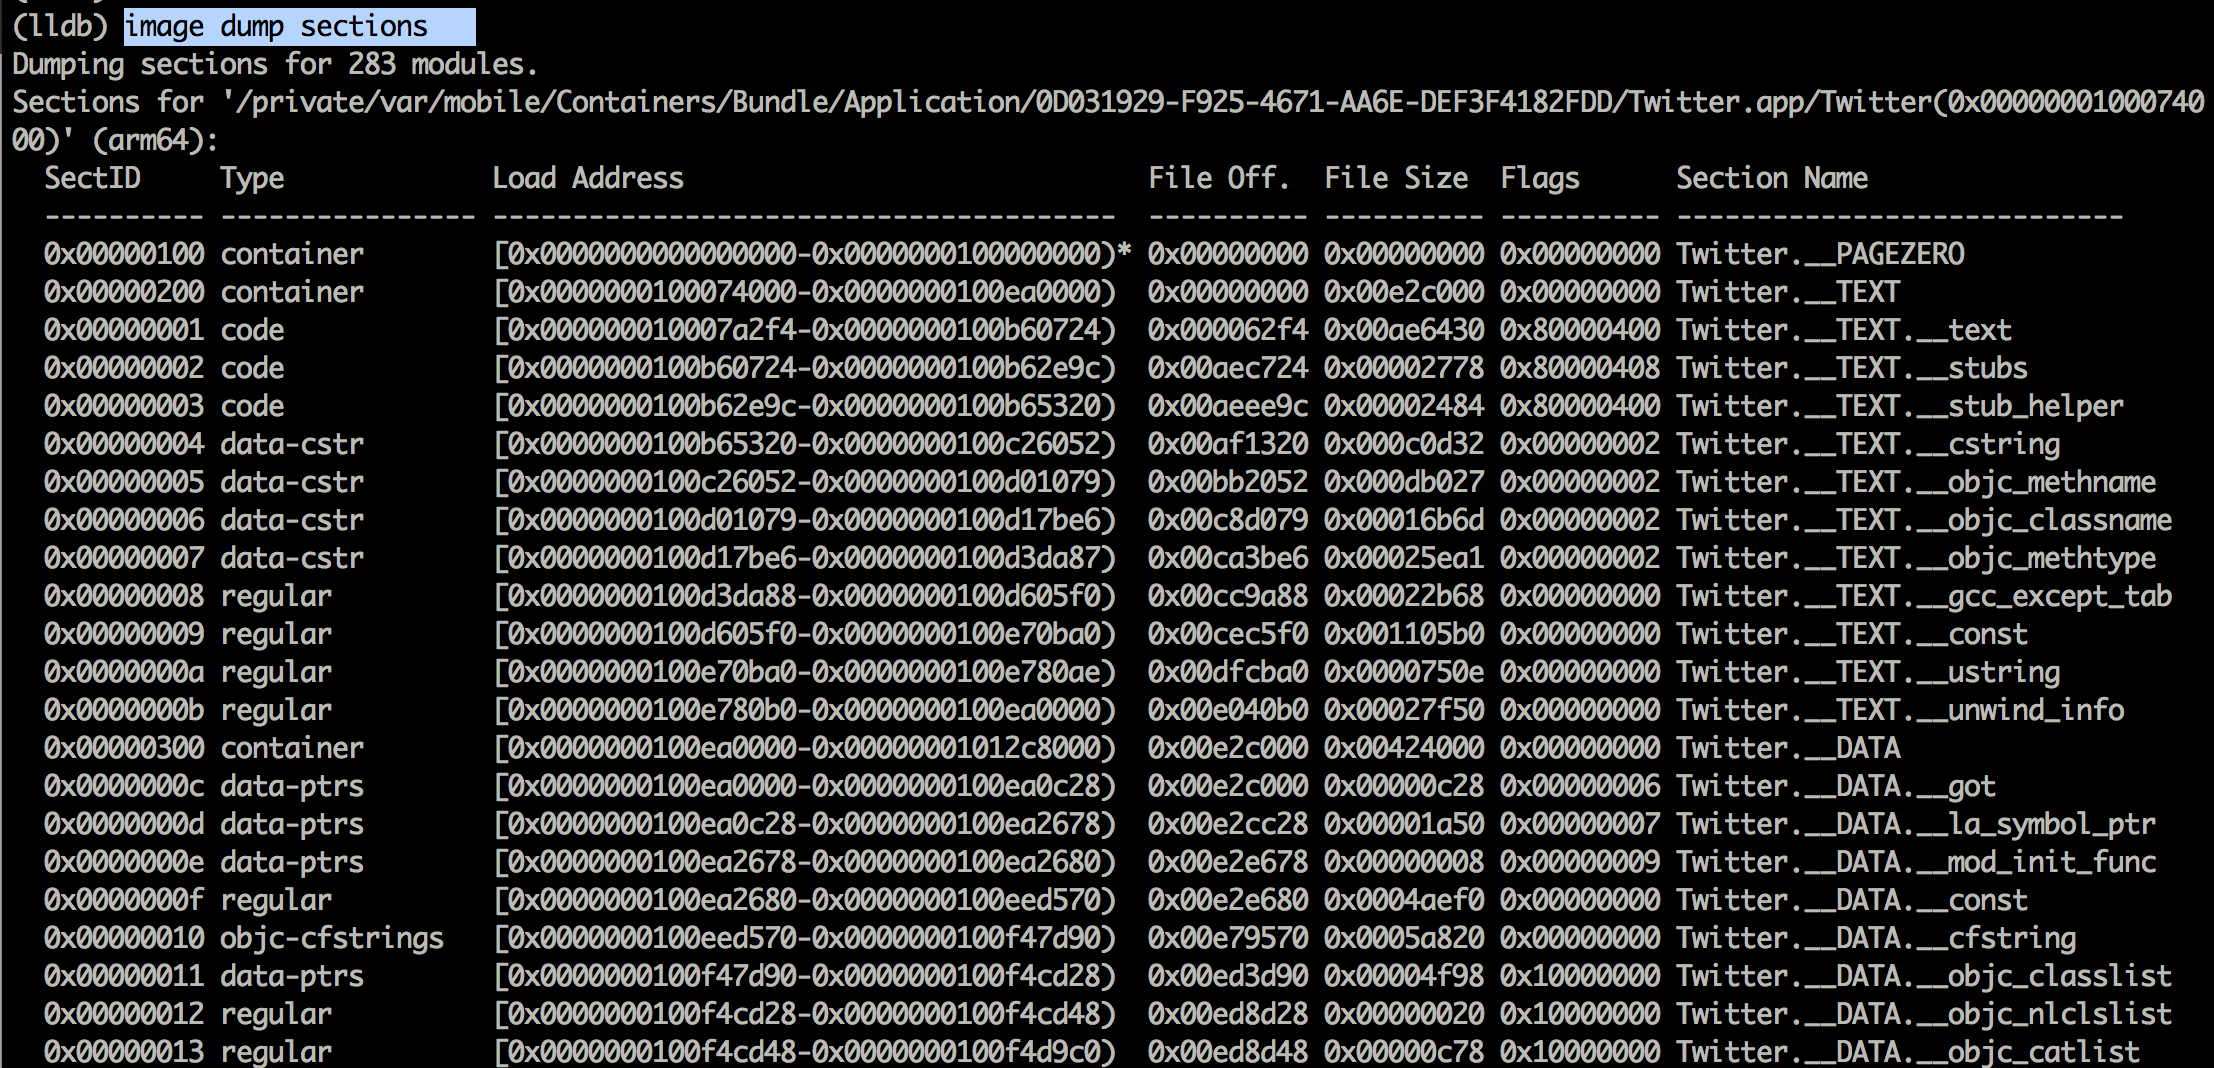 (lldb) image dump sections
Dumping sections for 283 modules.
Sections for '/private/var/mobile/Containers/Bundle/Application/0D031929-F925-4671-AA6E-DEF3F4182FDD/Twitter.app/Twitter(0x00000001000740
00)' (arm64):
SectID Type Load Address File Off. File Size Flags Section Name
---------- ---------------- --------------------------------------- ---------- ---------- ---------- ----------------------------
0x00000100 container [0x0000000000000000-0x0000000100000000)* 0x00000000 0x00000000 0x00000000 Twitter.__PAGEZERO
0x00000200 container [0x0000000100074000-0x0000000100ea0000) 0x00000000 0x00e2c000 0x00000000 Twitter.__TEXT
0x00000001 code [0x000000010007a2f4-0x0000000100b60724) 0x000062f4 0x00ae6430 0x80000400 Twitter.__TEXT.__text
0x00000002 code [0x0000000100b60724-0x0000000100b62e9c) 0x00aec724 0x00002778 0x80000408 Twitter.__TEXT.__stubs
0x00000003 code [0x0000000100b62e9c-0x0000000100b65320) 0x00aeee9c 0x00002484 0x80000400 Twitter.__TEXT.__stub_helper
0x00000004 data-cstr [0x0000000100b65320-0x0000000100c26052) 0x00af1320 0x000c0d32 0x00000002 Twitter.__TEXT.__cstring
0x00000005 data-cstr [0x0000000100c26052-0x0000000100d01079) 0x00bb2052 0x000db027 0x00000002 Twitter.__TEXT.__objc_methname
0x00000006 data-cstr [0x0000000100d01079-0x0000000100d17be6) 0x00c8d079 0x00016b6d 0x00000002 Twitter.__TEXT.__objc_classname
0x00000007 data-cstr [0x0000000100d17be6-0x0000000100d3da87) 0x00ca3be6 0x00025ea1 0x00000002 Twitter.__TEXT.__objc_methtype
0x00000008 regular [0x0000000100d3da88-0x0000000100d605f0) 0x00cc9a88 0x00022b68 0x00000000 Twitter.__TEXT.__gcc_except_tab
0x00000009 regular [0x0000000100d605f0-0x0000000100e70ba0) 0x00cec5f0 0x001105b0 0x00000000 Twitter.__TEXT.__const
0x0000000a regular [0x0000000100e70ba0-0x0000000100e780ae) 0x00dfcba0 0x0000750e 0x00000000 Twitter.__TEXT.__ustring
0x0000000b regular [0x0000000100e780b0-0x0000000100ea0000) 0x00e040b0 0x00027f50 0x00000000 Twitter.__TEXT.__unwind_info
0x00000300 container [0x0000000100ea0000-0x00000001012c8000) 0x00e2c000 0x00424000 0x00000000 Twitter.__DATA
0x0000000c data-ptrs [0x0000000100ea0000-0x0000000100ea0c28) 0x00e2c000 0x00000c28 0x00000006 Twitter.__DATA.__got
0x0000000d data-ptrs [0x0000000100ea0c28-0x0000000100ea2678) 0x00e2cc28 0x00001a50 0x00000007 Twitter.__DATA.__la_symbol_ptr
0x0000000e data-ptrs [0x0000000100ea2678-0x0000000100ea2680) 0x00e2e678 0x00000008 0x00000009 Twitter.__DATA.__mod_init_func
0x0000000f regular [0x0000000100ea2680-0x0000000100eed570) 0x00e2e680 0x0004aef0 0x00000000 Twitter.__DATA.__const
0x00000010 objc-cfstrings [0x0000000100eed570-0x0000000100f47d90) 0x00e79570 0x0005a820 0x00000000 Twitter.__DATA.__cfstring
0x00000011 data-ptrs [0x0000000100f47d90-0x0000000100f4cd28) 0x00ed3d90 0x00004f98 0x10000000 Twitter.__DATA.__objc_classlist
0x00000012 regular [0x0000000100f4cd28-0x0000000100f4cd48) 0x00ed8d28 0x00000020 0x10000000 Twitter.__DATA.__objc_nlclslist
0x00000013 regular [0x0000000100f4cd48-0x0000000100f4d9c0) 0x00ed8d48 0x00000c78 0x10000000 Twitter.__DATA.__objc_catlist